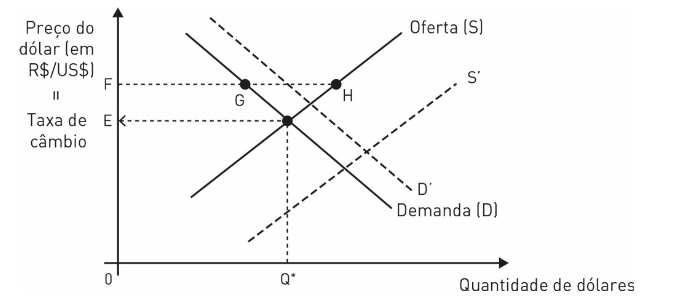 Preço do
dólar (em
R$/US$)
=
Taxa de
câmbio
Oferta (S)
S'
F
G
H
E
D'
Demanda (D)
0
Q*
Quantidade de dólares